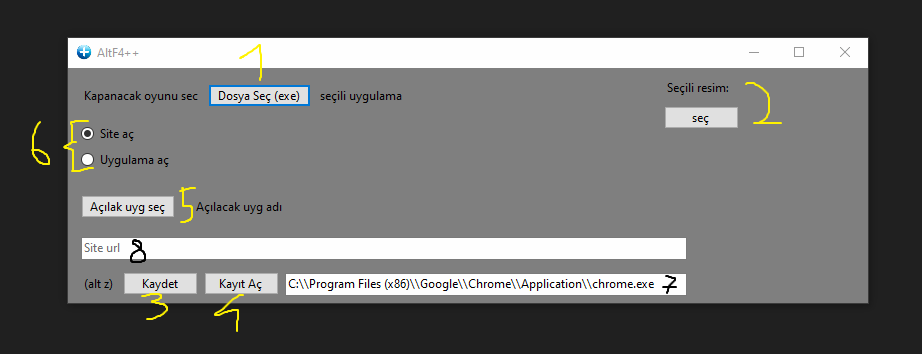 AltF4++
1
Kapanacak oyunu sec Dosya Seç (exe) seçili uygulama
Seçili resim:
seç 2
6 Site aç
Uygulama aç
Açılak uyg seç 5 Açılacak uyg adı
Site url 8
(alt z) Kaydet Kayıt Aç C:\\Program Files (x86)\\Google\\Chrome\\Application\\chrome.exe 7
3